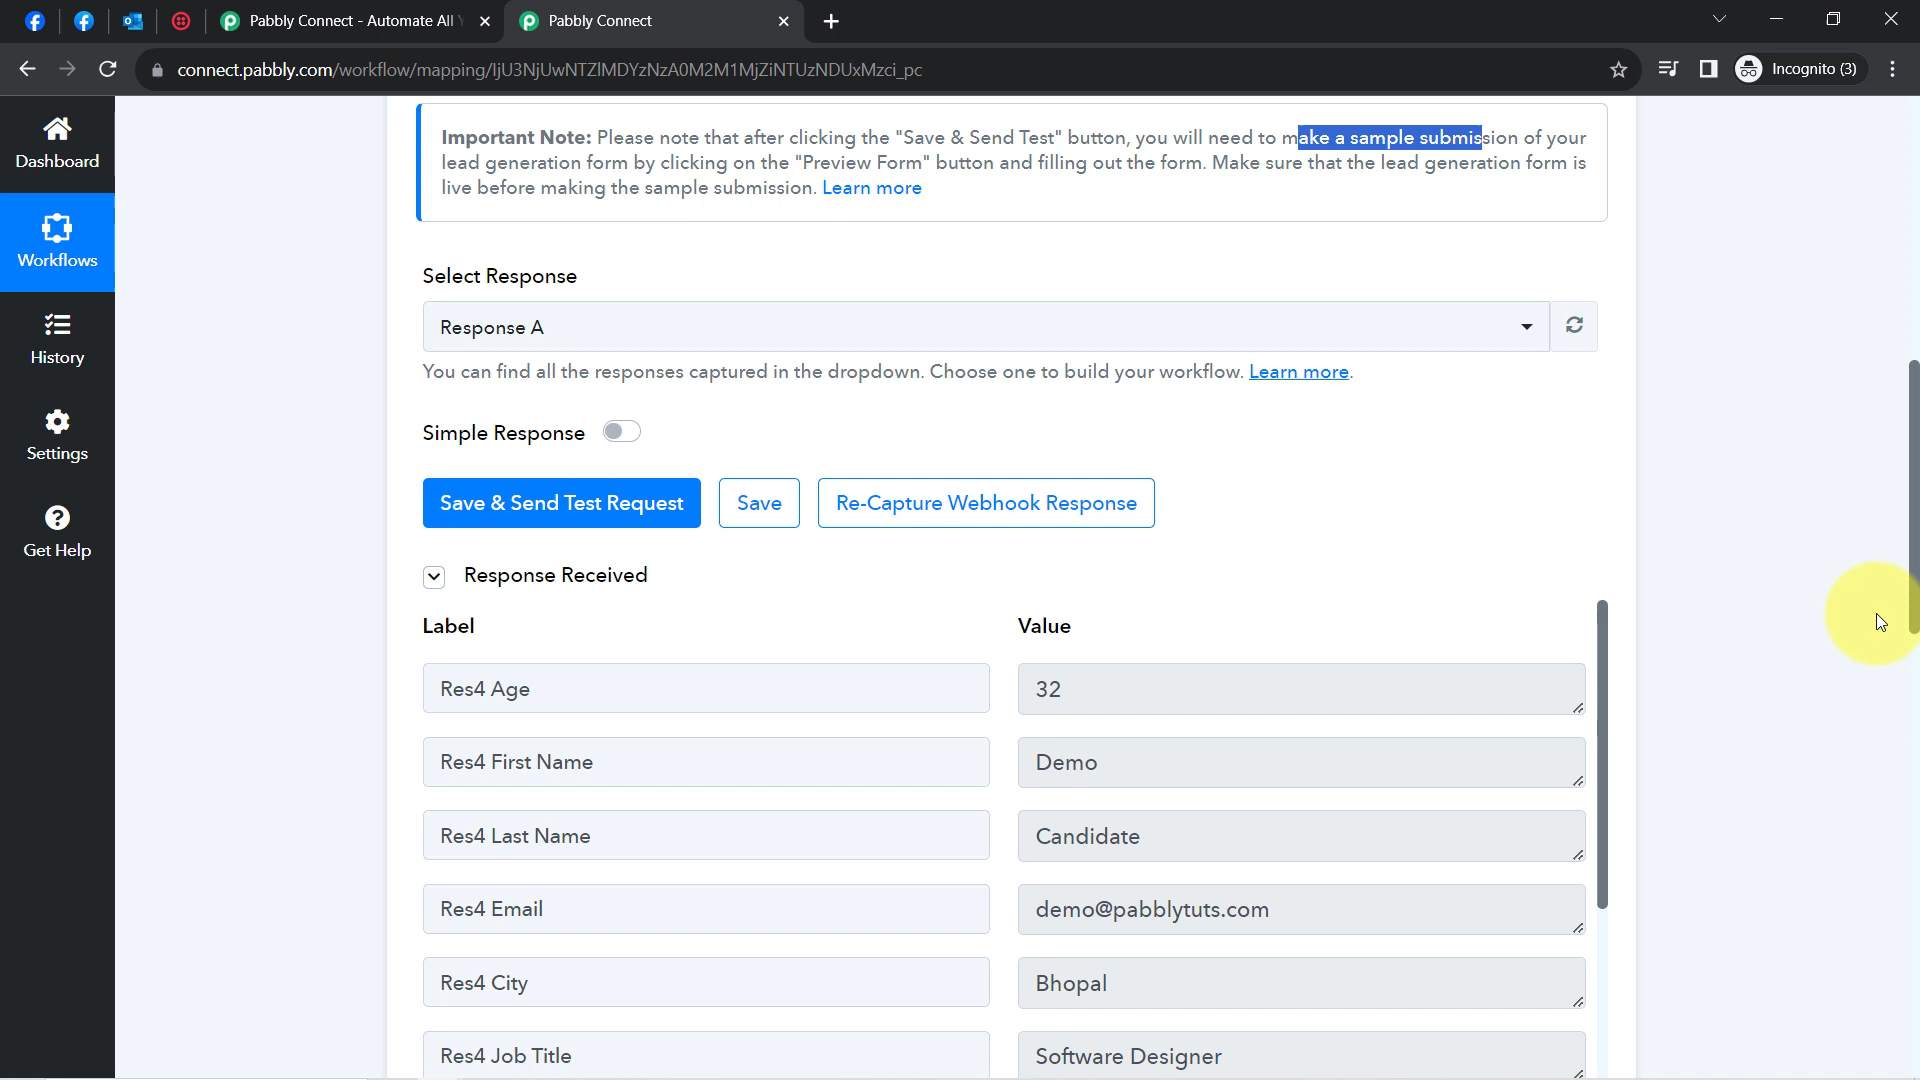 Pabbly Connect - Automate All Y
Pabbly Connect
connect.pabbly.com/workflow/mapping/IjU3NjUwNTZlMDYzNzA0M2M1MjZiNTUzNDUxMzci_pc
Incognito (3)
Dashboard
Workflows
History
Settings
Get Help
Important Note: Please note that after clicking the "Save & Send Test" button, you will need to make a sample submission of your
lead generation form by clicking on the "Preview Form" button and filling out the form. Make sure that the lead generation form is
live before making the sample submission. Learn more
Select Response
Response A
You can find all the responses captured in the dropdown. Choose one to build your workflow. Learn more.
Simple Response
Save & Send Test Request
Save
Re-Capture Webhook Response
Response Received
Label
Value
Res4 Age
32
Res4 First Name
Demo
Res4 Last Name
Candidate
Res4 Email
demo@pabblytuts.com
Res4 City
Bhopal
Res4 Job Title
Software Designer